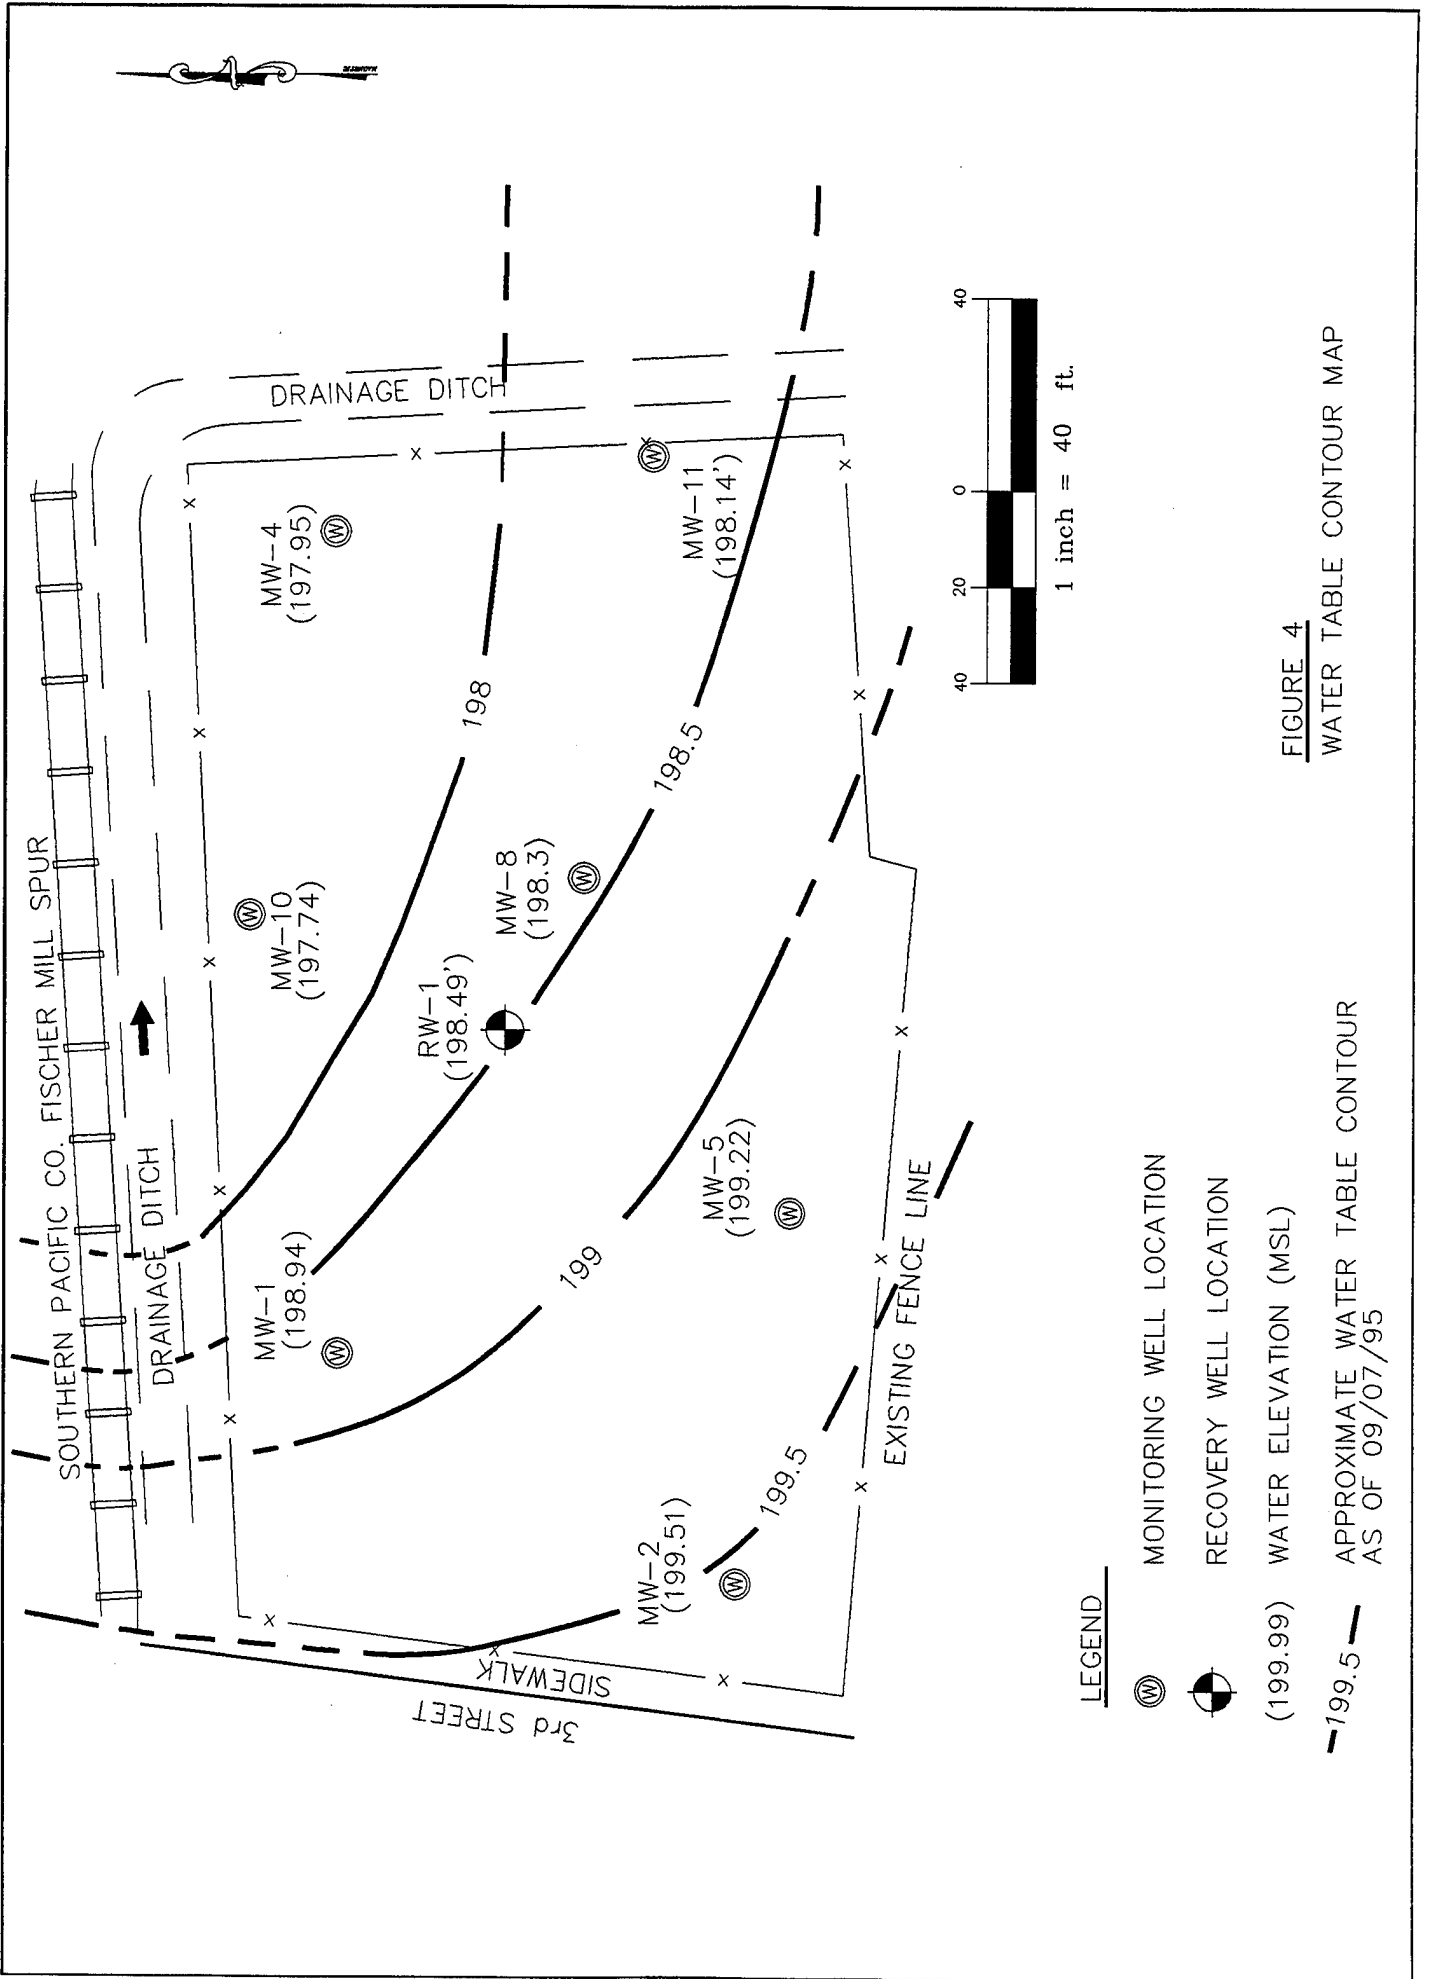 SOUTHERN PACIFIC CO. FISCHER MILL SPUR
DRAINAGE DITCH
DRAINAGE DITCH
MW-1
(198.94)
MW-10
(197.74)
MW-4
(197.95)
RW-1
(198.49')
MW-8
(198.3)
198
198.5
MW-11
(198.14')
199
MW-5
(199.22)
MW-2
(199.51)
199.5
SIDEWALK
3rd STREET
EXISTING FENCE LINE
40
20
0
40
1 inch = 40 ft.
LEGEND
MONITORING WELL LOCATION
RECOVERY WELL LOCATION
(199.99) WATER ELEVATION (MSL)
199.5 APPROXIMATE WATER TABLE CONTOUR
AS OF 09/07/95
FIGURE 4
WATER TABLE CONTOUR MAP